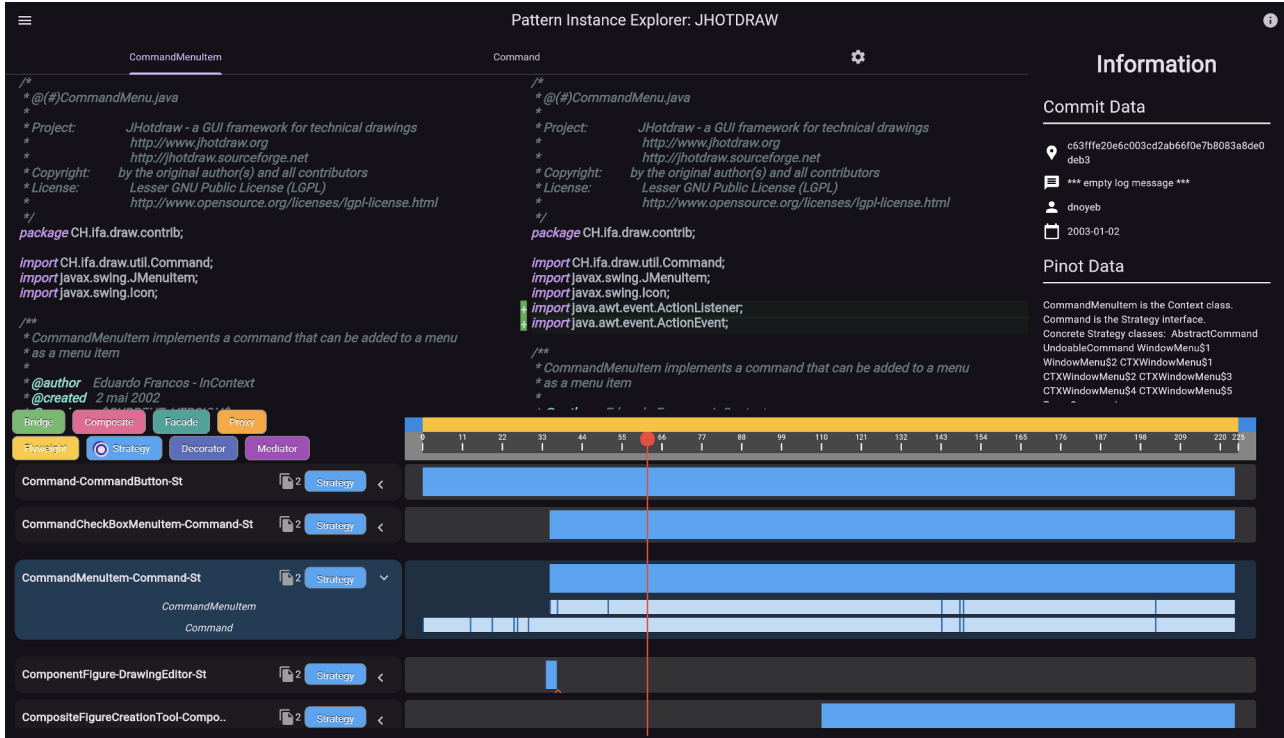 Pattern Instance Explorer: JHOTDRAW
CommandMenuItem
Command
/*
* @(#)CommandMenu.java
*
* Project: JHotdraw - a GUI framework for technical drawings
* http://www.jhotdraw.org
* http://jhotdraw.sourceforge.net
* Copyright: by the original author(s) and all contributors
* License: Lesser GNU Public License (LGPL)
* http://www.opensource.org/licenses/lgpl-license.html
*/
package CH.ifa.draw.contrib;
import CH.ifa.draw.util.Command;
import javax.swing.JMenuItem;
import javax.swing.Icon;
/**
* CommandMenuItem implements a command that can be added to a menu
* as a menu item
*
* @author Eduardo Francos - InContext
* @created 2 mai 2002
/*
* @(#)CommandMenu.java
*
* Project: JHotdraw - a GUI framework for technical drawings
* http://www.jhotdraw.org
* http://jhotdraw.sourceforge.net
* Copyright: by the original author(s) and all contributors
* License: Lesser GNU Public License (LGPL)
* http://www.opensource.org/licenses/lgpl-license.html
*/
package CH.ifa.draw.contrib;
import CH.ifa.draw.util.Command;
import javax.swing.JMenuItem;
import javax.swing.Icon;
+ import java.awt.event.ActionListener;
+ import java.awt.event.ActionEvent;
/**
* CommandMenuItem implements a command that can be added to a menu
* as a menu item
*
Information
Commit Data
c63fffe20e6c003cd2ab66f0e7b8083a8de0
deb3
*** empty log message ***
dnoyeb
2003-01-02
Pinot Data
CommandMenuItem is the Context class.
Command is the Strategy interface.
Concrete Strategy classes: AbstractCommand
UndoableCommand WindowMenu$1
WindowMenu$2 CTXWindowMenu$1
CTXWindowMenu$2 CTXWindowMenu$3
CTXWindowMenu$4 CTXWindowMenu$5
Bridge Composite Facade Proxy
Flyweight Strategy Decorator Mediator
0 11 22 33 44 55 66 77 88 99 110 121 132 143 154 165 176 187 198 209 220 225
Command-CommandButton-St 2 Strategy
CommandCheckBoxMenuItem-Command-St 2 Strategy
CommandMenuItem-Command-St 2 Strategy
CommandMenuItem
Command
ComponentFigure-DrawingEditor-St 2 Strategy
CompositeFigureCreationTool-Compo.. 2 Strategy